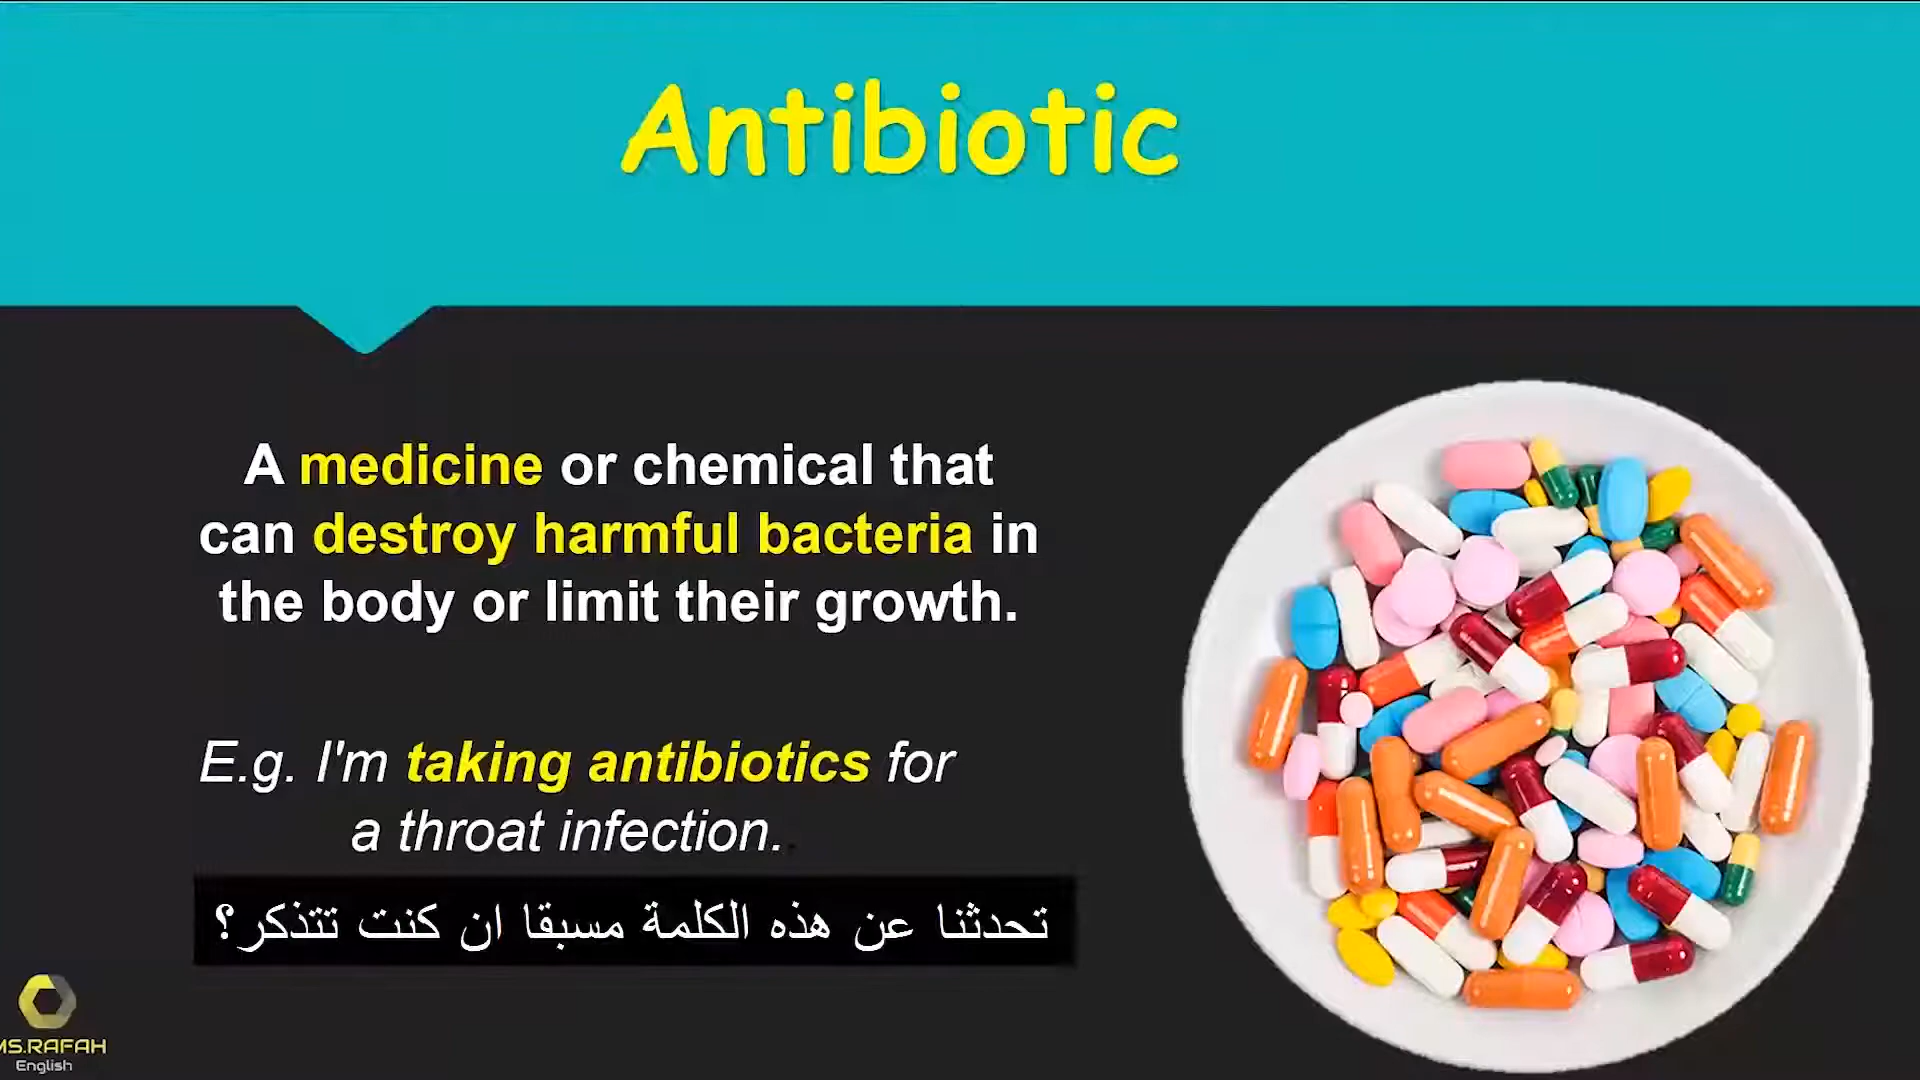 Antibiotic
A medicine or chemical that
can destroy harmful bacteria in
the body or limit their growth.
E.g. I'm taking antibiotics for
a throat infection.
تحدثنا عن هذه الكلمة مسبقا ان كنت تتذكر؟
MS.RAFAH
English